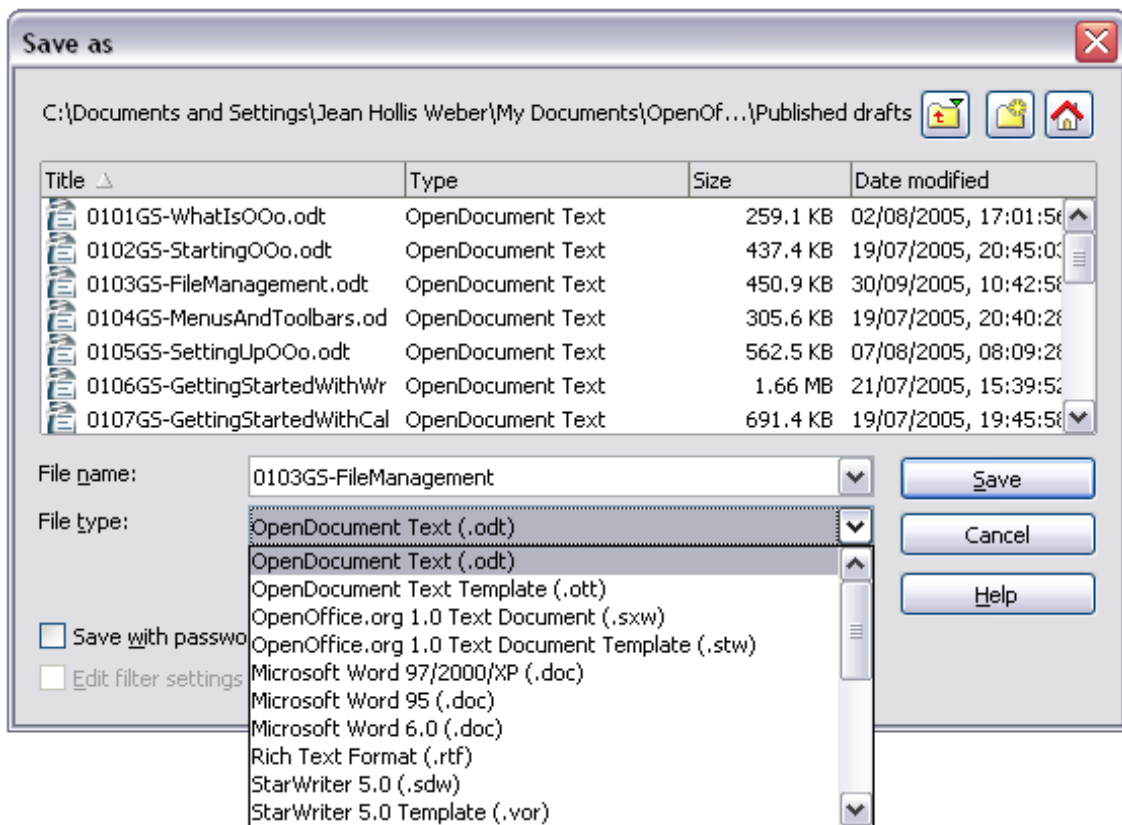 Save as
C:\Documents and Settings\Jean Hollis Weber\My Documents\OpenOf...\Published drafts
Title Type Size Date modified
0101GS-WhatIsOOo.odt OpenDocument Text 259.1 KB 02/08/2005, 17:01:56
0102GS-StartingOOo.odt OpenDocument Text 437.4 KB 19/07/2005, 20:45:03
0103GS-FileManagement.odt OpenDocument Text 450.9 KB 30/09/2005, 10:42:58
0104GS-MenusAndToolbars.od OpenDocument Text 305.6 KB 19/07/2005, 20:40:28
0105GS-SettingUpOOo.odt OpenDocument Text 562.5 KB 07/08/2005, 08:09:28
0106GS-GettingStartedWithWr OpenDocument Text 1.66 MB 21/07/2005, 15:39:52
0107GS-GettingStartedWithCal OpenDocument Text 691.4 KB 19/07/2005, 19:45:58
File name: 0103GS-FileManagement Save
File type: OpenDocument Text (.odt) Cancel
OpenDocument Text (.odt)
OpenDocument Text Template (.ott) Help
OpenOffice.org 1.0 Text Document (.sxw)
Save with passwo OpenOffice.org 1.0 Text Document Template (.stw)
Edit filter settings Microsoft Word 97/2000/XP (.doc)
Microsoft Word 95 (.doc)
Microsoft Word 6.0 (.doc)
Rich Text Format (.rtf)
StarWriter 5.0 (.sdw)
StarWriter 5.0 Template (.vor)